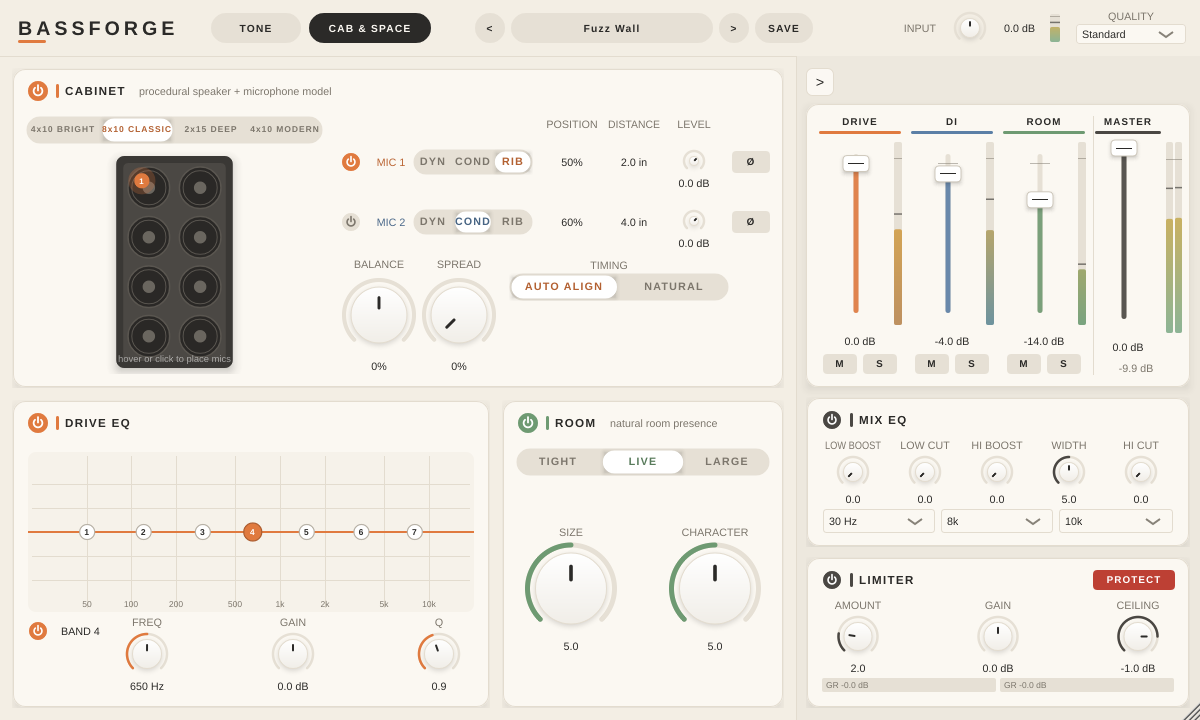 BASSFORGE
TONE
CAB & SPACE
<
Fuzz Wall
>
SAVE
INPUT
0.0 dB
QUALITY
Standard
CABINET procedural speaker + microphone model
4x10 BRIGHT 8x10 CLASSIC 2x15 DEEP 4x10 MODERN
1
hover or click to place mics
POSITION DISTANCE LEVEL
MIC 1 DYN COND RIB 50% 2.0 in Ø
0.0 dB
MIC 2 DYN COND RIB 60% 4.0 in Ø
0.0 dB
BALANCE SPREAD TIMING
AUTO ALIGN NATURAL
0% 0%
DRIVE EQ
1 2 3 4 5 6 7
50 100 200 500 1k 2k 5k 10k
BAND 4
FREQ GAIN Q
650 Hz 0.0 dB 0.9
ROOM natural room presence
TIGHT LIVE LARGE
SIZE CHARACTER
5.0 5.0
>
DRIVE DI ROOM MASTER
0.0 dB -4.0 dB -14.0 dB 0.0 dB
M S M S M S -9.9 dB
MIX EQ
LOW BOOST LOW CUT HI BOOST WIDTH HI CUT
0.0 0.0 0.0 5.0 0.0
30 Hz 8k 10k
LIMITER PROTECT
AMOUNT GAIN CEILING
2.0 0.0 dB -1.0 dB
GR -0.0 dB GR -0.0 dB